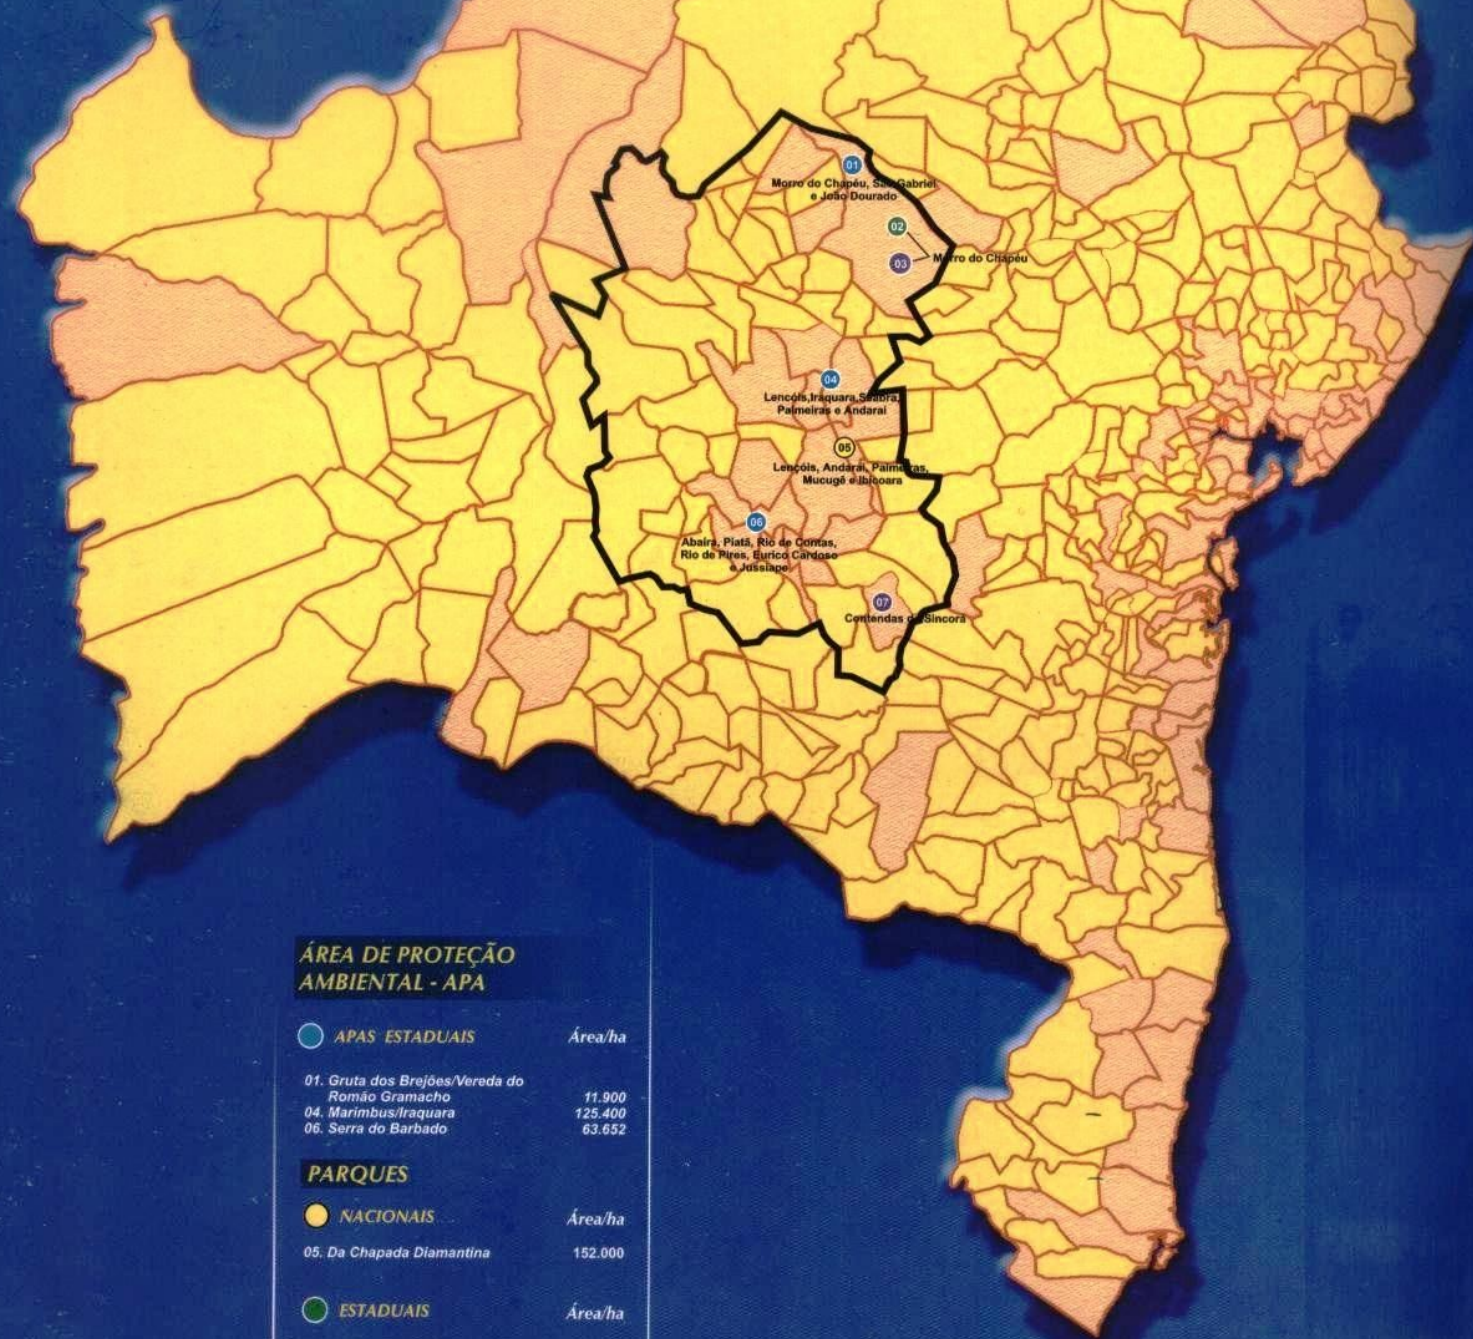 01
Morro do Chapéu, São Gabriel
e João Dourado
02
03
Morro do Chapéu
04
Lencóis,Iraquara,Seabra,
Palmeiras e Andaraí
05
Lençóis, Andaraí, Palmeiras,
Mucugê e Ibicoara
06
Abaíra, Piatã, Rio de Contas,
Rio de Pires, Eurico Cardoso
e Jussiape
07
Contendas do Sincorá
ÁREA DE PROTEÇÃO
AMBIENTAL - APA
APAS ESTADUAIS Área/ha
01. Gruta dos Brejões/Vereda do
Romão Gramacho 11.900
04. Marimbus/Iraquara 125.400
06. Serra do Barbado 63.652
PARQUES
NACIONAIS Área/ha
05. Da Chapada Diamantina 152.000
ESTADUAIS Área/ha